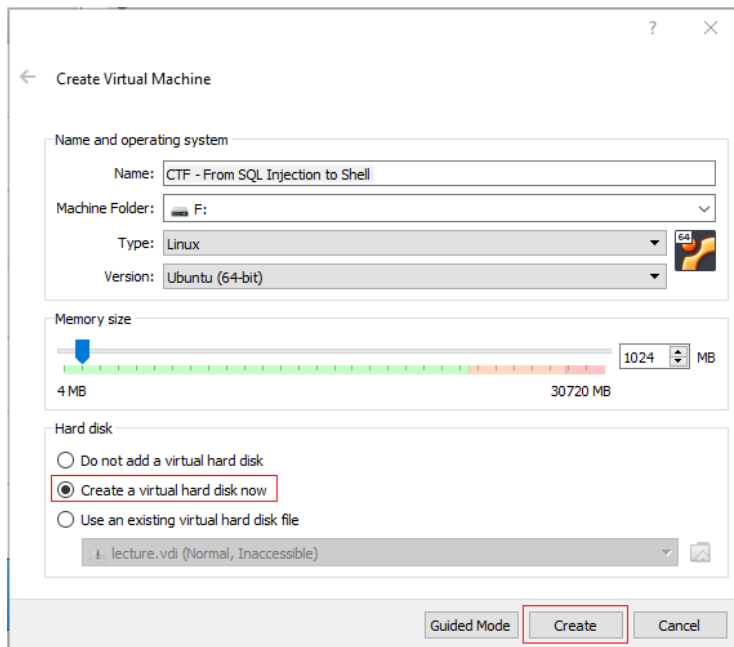 ?
Create Virtual Machine
Name and operating system
Name: CTF - From SQL Injection to Shell
Machine Folder: F:
Type: Linux
64
Version: Ubuntu (64-bit)
Memory size
1024 MB
4 MB 30720 MB
Hard disk
Do not add a virtual hard disk
Create a virtual hard disk now
Use an existing virtual hard disk file
lecture.vdi (Normal, Inaccessible)
Guided Mode Create Cancel